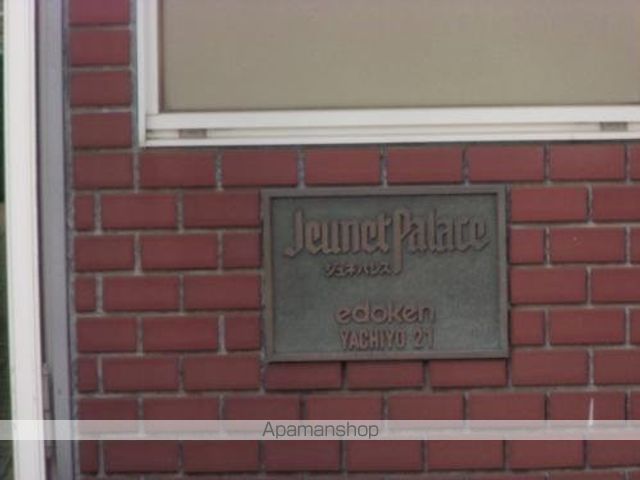 Jeunet Palace
ジュネパレス
edoken
YACHIYO 21
Apamanshop